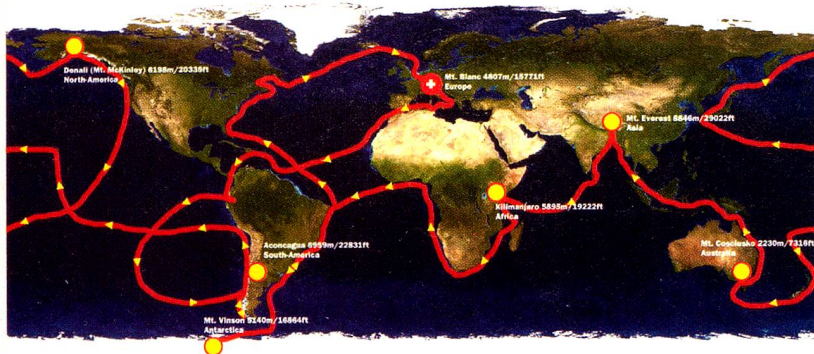 Denali (Mt. McKinley) 6198m/20335ft
North-America
Mt. Blanc 4807m/15771ft
Europe
Mt. Everest 8846m/29022ft
Asia
Kilimanjaro 5895m/19222ft
Africa
Aconcagua 6959m/22831ft
South-America
Mt. Cosciusko 2230m/7316ft
Australia
Mt. Vinson 5140m/16864ft
Antarctica